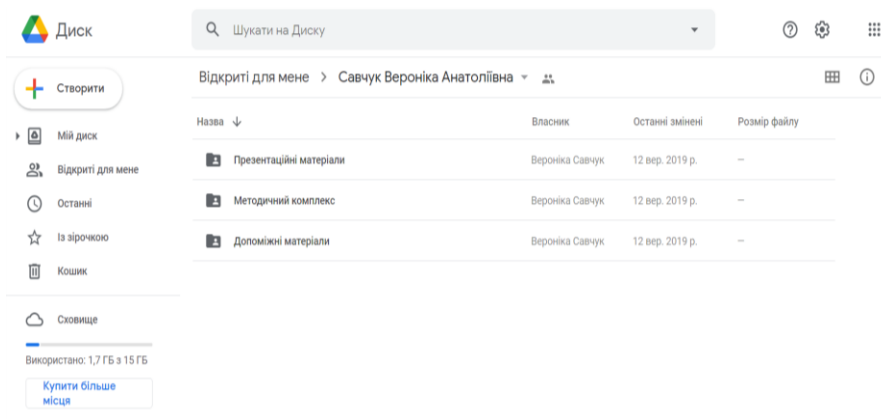 Диск
Шукати на Диску
Створити
Мій диск
Відкриті для мене
Останні
Із зірочкою
Кошик
Сховище
Використано: 1,7 ГБ з 15 ГБ
Купити більше
місця
Відкриті для мене > Савчук Вероніка Анатоліївна
Назва ↓ Власник Останні змінені Розмір файлу
Презентаційні матеріали Вероніка Савчук 12 вер. 2019 р. –
Методичний комплекс Вероніка Савчук 12 вер. 2019 р. –
Допоміжні матеріали Вероніка Савчук 12 вер. 2019 р. –